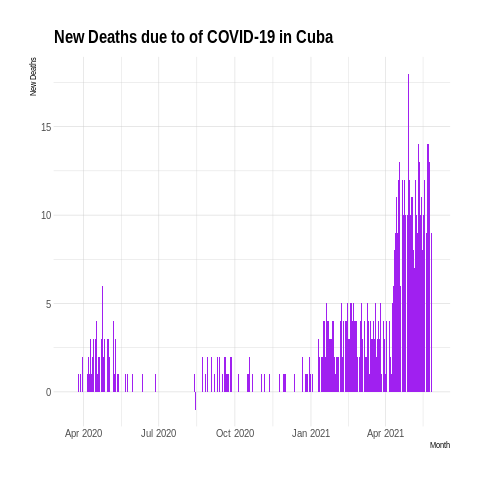 New Deaths due to of COVID-19 in Cuba
New Deaths
15
10
5
0
Apr 2020 Jul 2020 Oct 2020 Jan 2021 Apr 2021
Month